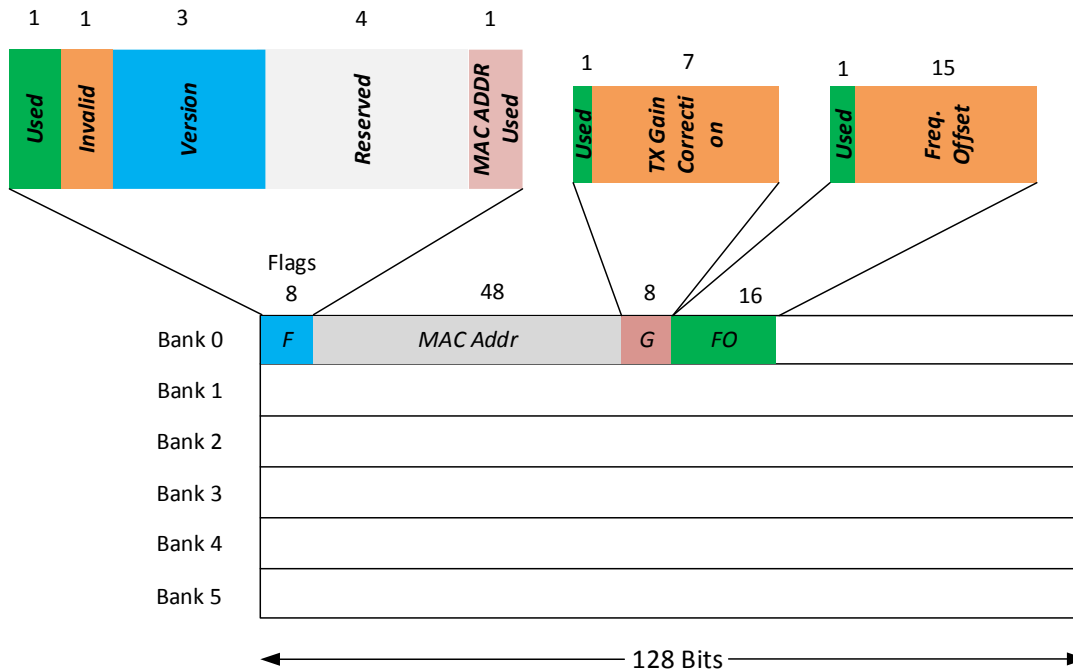 1 1 3 4 1
Used
Invalid
Version
Reserved
MAC ADDR
Used
1 7
Used
TX Gain
Correcti
on
1 15
Used
Freq.
Offset
Flags
8 48 8 16
Bank 0 F MAC Addr G FO
Bank 1
Bank 2
Bank 3
Bank 4
Bank 5
128 Bits